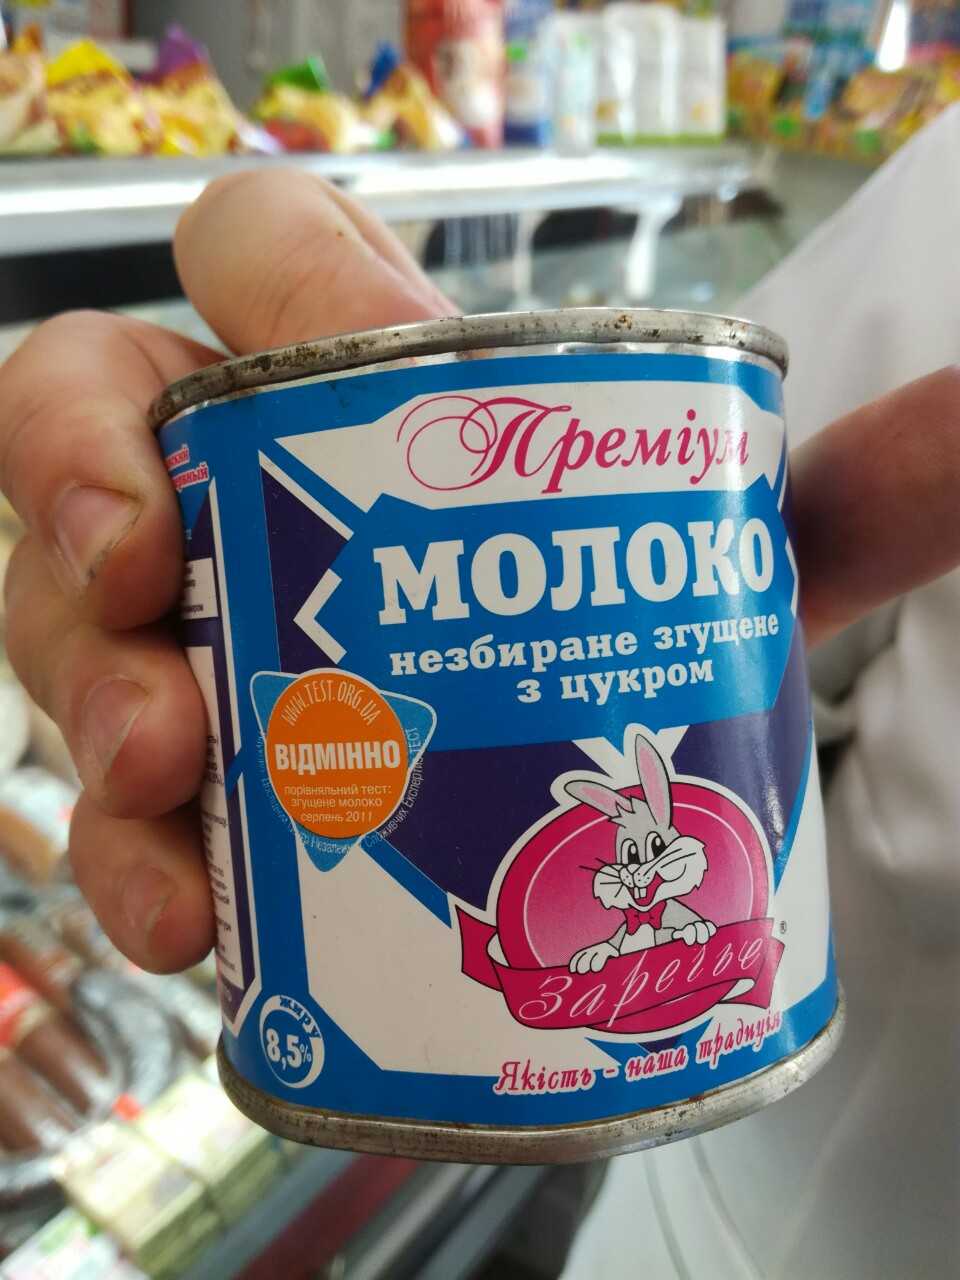 Преміум
МОЛОКО
незбиране згущене
з цукром
WWW.TEST.ORG.UA
ВІДМІННО
порівняльний тест:
згущене молоко
серпень 2011
Заречье®
Якість - наша традиція
жиру
8,5%